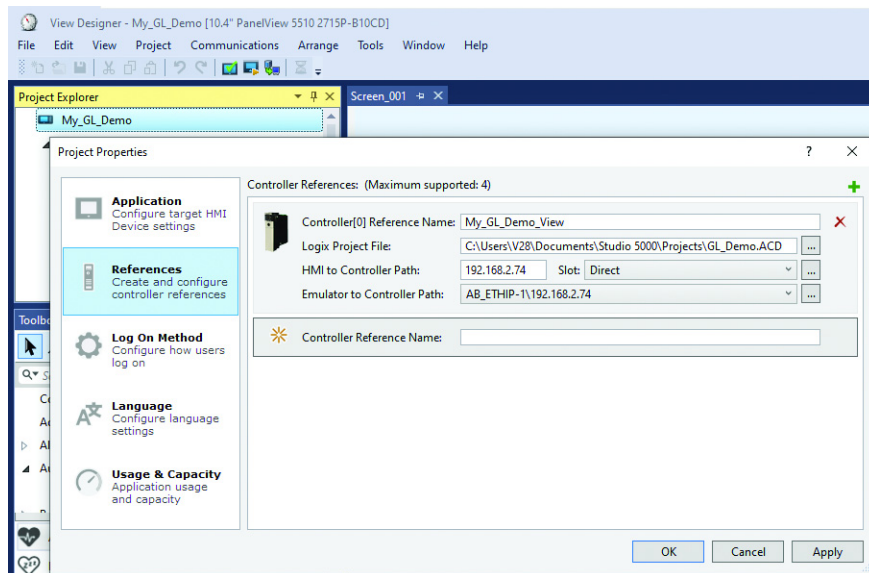 View Designer - My_GL_Demo [10.4" PanelView 5510 2715P-B10CD]
File Edit View Project Communications Arrange Tools Window Help
Project Explorer
Screen_001
My_GL_Demo
Project Properties
? 
Application
Configure target HMI
Device settings
References
Create and configure
controller references
Log On Method
Configure how users
log on
Language
Configure language
settings
Usage & Capacity
Application usage
and capacity
Controller References: (Maximum supported: 4)
Controller[0] Reference Name: My_GL_Demo_View
Logix Project File: C:\Users\V28\Documents\Studio 5000\Projects\GL_Demo.ACD ...
HMI to Controller Path: 192.168.2.74 Slot: Direct ...
Emulator to Controller Path: AB_ETHIP-1\192.168.2.74 ...
Controller Reference Name:
OK Cancel Apply